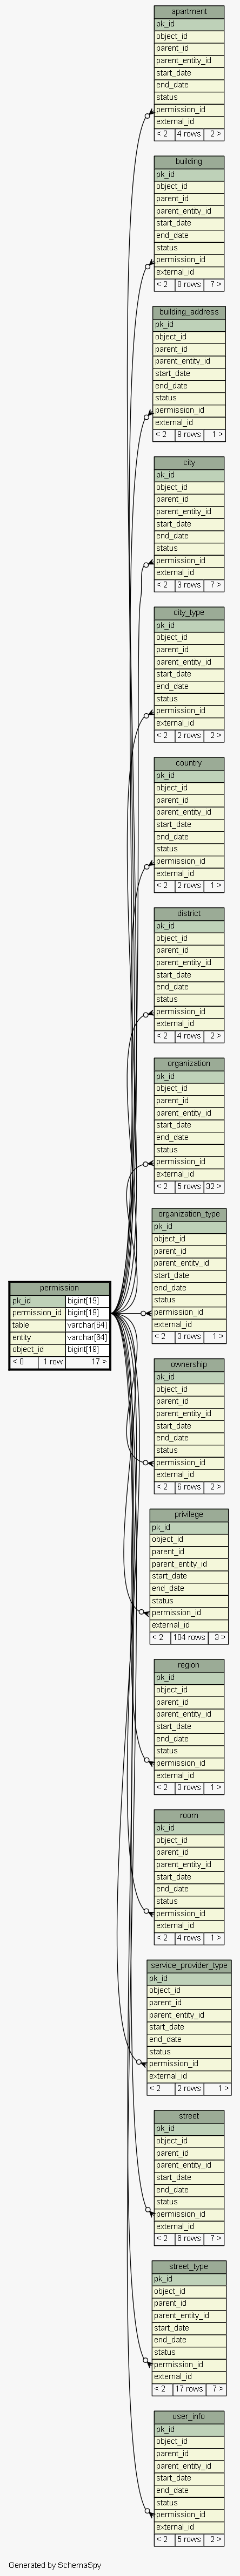 apartment
pk_id
object_id
parent_id
parent_entity_id
start_date
end_date
status
permission_id
external_id
< 2 4 rows 2 >
building
pk_id
object_id
parent_id
parent_entity_id
start_date
end_date
status
permission_id
external_id
< 2 8 rows 7 >
building_address
pk_id
object_id
parent_id
parent_entity_id
start_date
end_date
status
permission_id
external_id
< 2 9 rows 1 >
city
pk_id
object_id
parent_id
parent_entity_id
start_date
end_date
status
permission_id
external_id
< 2 3 rows 7 >
city_type
pk_id
object_id
parent_id
parent_entity_id
start_date
end_date
status
permission_id
external_id
< 2 2 rows 2 >
country
pk_id
object_id
parent_id
parent_entity_id
start_date
end_date
status
permission_id
external_id
< 2 2 rows 1 >
district
pk_id
object_id
parent_id
parent_entity_id
start_date
end_date
status
permission_id
external_id
< 2 4 rows 2 >
organization
pk_id
object_id
parent_id
parent_entity_id
start_date
end_date
status
permission_id
external_id
< 2 5 rows 32 >
organization_type
pk_id
object_id
parent_id
parent_entity_id
start_date
end_date
status
permission_id
external_id
< 2 3 rows 1 >
permission
pk_id bigint[19]
permission_id bigint[19]
table varchar[64]
entity varchar[64]
object_id bigint[19]
< 0 1 row 17 >
ownership
pk_id
object_id
parent_id
parent_entity_id
start_date
end_date
status
permission_id
external_id
< 2 6 rows 2 >
privilege
pk_id
object_id
parent_id
parent_entity_id
start_date
end_date
status
permission_id
external_id
< 2 104 rows 3 >
region
pk_id
object_id
parent_id
parent_entity_id
start_date
end_date
status
permission_id
external_id
< 2 3 rows 1 >
room
pk_id
object_id
parent_id
parent_entity_id
start_date
end_date
status
permission_id
external_id
< 2 4 rows 1 >
service_provider_type
pk_id
object_id
parent_id
parent_entity_id
start_date
end_date
status
permission_id
external_id
< 2 2 rows 1 >
street
pk_id
object_id
parent_id
parent_entity_id
start_date
end_date
status
permission_id
external_id
< 2 6 rows 7 >
street_type
pk_id
object_id
parent_id
parent_entity_id
start_date
end_date
status
permission_id
external_id
< 2 17 rows 7 >
user_info
pk_id
object_id
parent_id
parent_entity_id
start_date
end_date
status
permission_id
external_id
< 2 5 rows 2 >
Generated by SchemaSpy